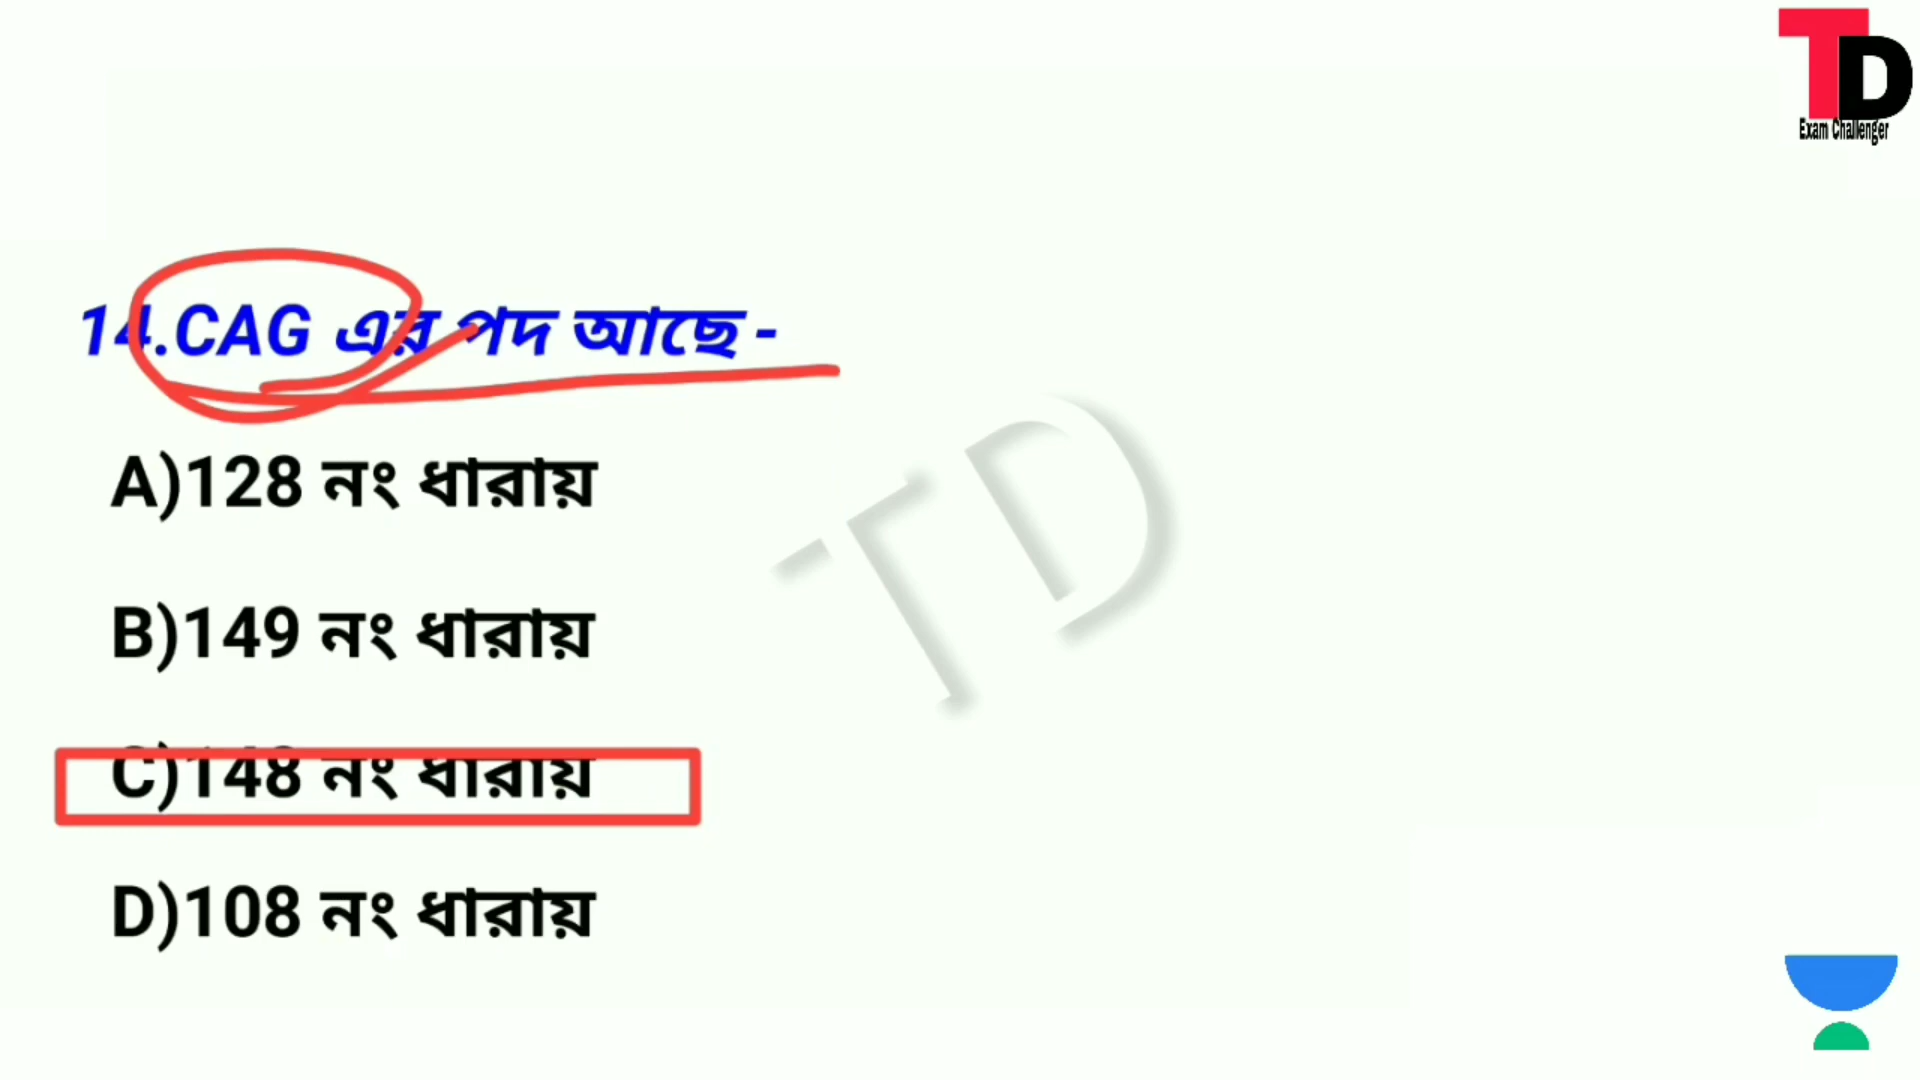 TD
Exam Challenger
14.CAG এর পদ আছে -
A)128 নং ধারায়
B)149 নং ধারায়
TD
C)148 নং ধারায়
D)108 নং ধারায়